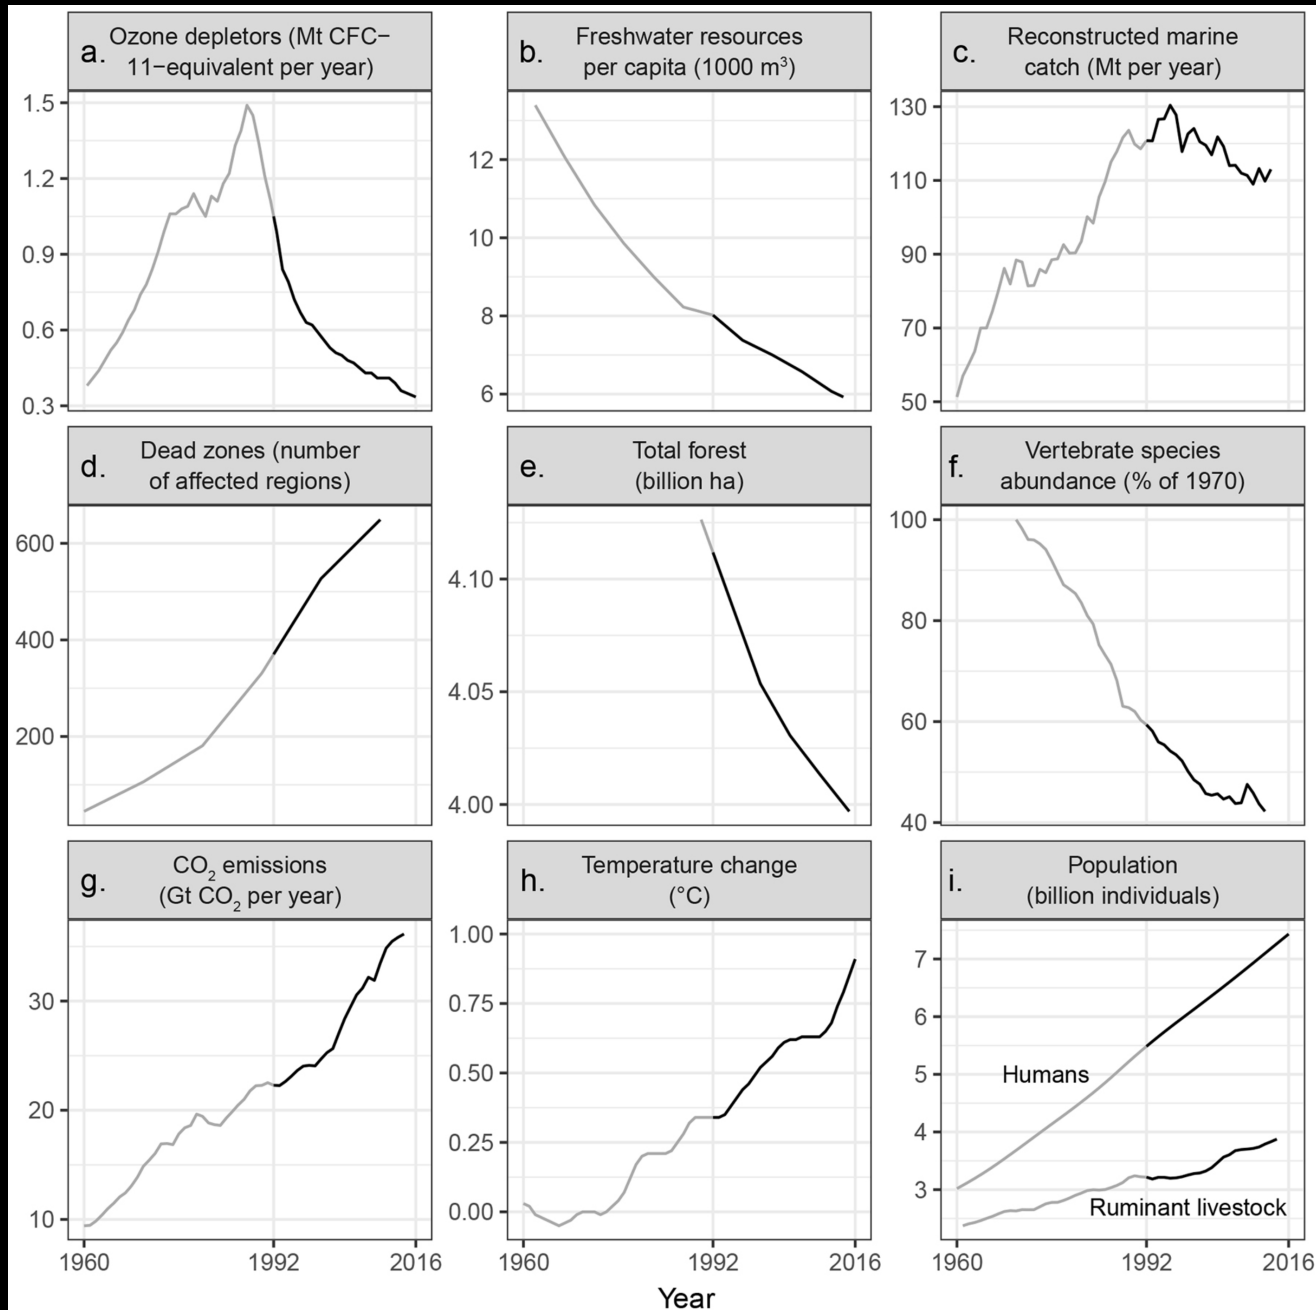 a.
Ozone depletors (Mt CFC−
11−equivalent per year)
1.5
1.2
0.9
0.6
0.3
b.
Freshwater resources
per capita (1000 m³)
12
10
8
6
c.
Reconstructed marine
catch (Mt per year)
130
110
90
70
50
d.
Dead zones (number
of affected regions)
600
400
200
e.
Total forest
(billion ha)
4.10
4.05
4.00
f.
Vertebrate species
abundance (% of 1970)
100
80
60
40
g.
CO₂ emissions
(Gt CO₂ per year)
30
20
10
1960 1992 2016
h.
Temperature change
(°C)
1.00
0.75
0.50
0.25
0.00
1960 1992 2016
i.
Population
(billion individuals)
7
6
5
4
3
Humans
Ruminant livestock
1960 1992 2016
Year